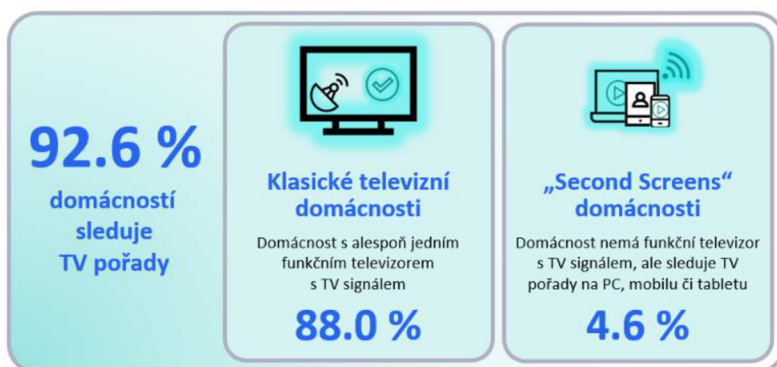 92.6 %
domácností
sleduje
TV pořady
Klasické televizní
domácnosti
Domácnost s alespoň jedním
funkčním televizorem
s TV signálem
88.0 %
„Second Screens“
domácnosti
Domácnost nemá funkční televizor
s TV signálem, ale sleduje TV
pořady na PC, mobilu či tabletu
4.6 %